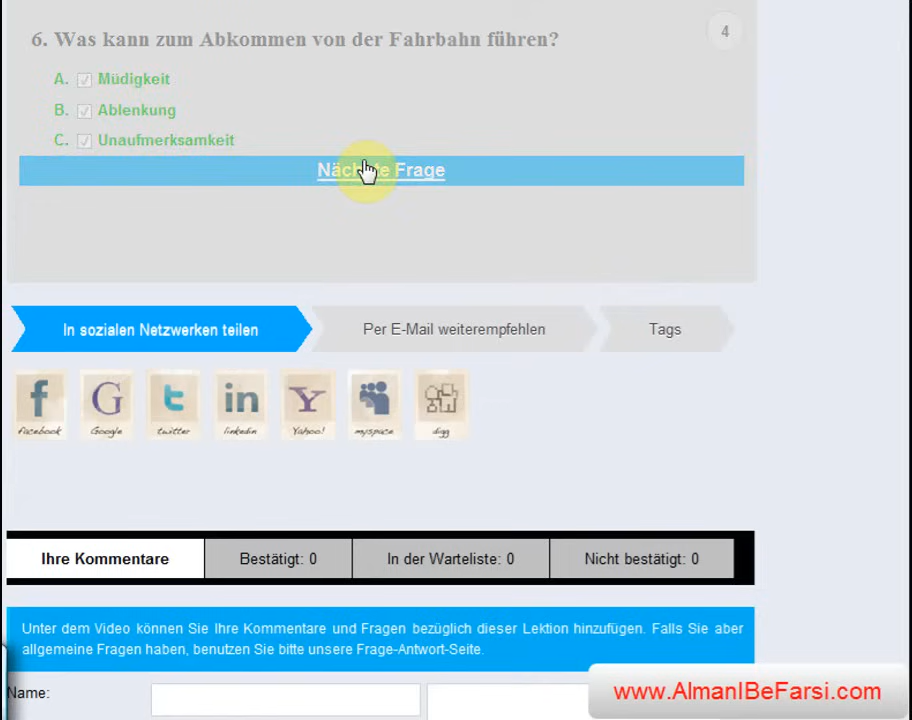 6. Was kann zum Abkommen von der Fahrbahn führen?
4
A. Müdigkeit
B. Ablenkung
C. Unaufmerksamkeit
Nächste Frage
In sozialen Netzwerken teilen
Per E-Mail weiterempfehlen
Tags
facebook
Google
twitter
linkedin
Yahoo!
myspace
digg
Ihre Kommentare
Bestätigt: 0
In der Warteliste: 0
Nicht bestätigt: 0
Unter dem Video können Sie Ihre Kommentare und Fragen bezüglich dieser Lektion hinzufügen. Falls Sie aber
allgemeine Fragen haben, benutzen Sie bitte unsere Frage-Antwort-Seite.
Name:
www.AlmanIBeFarsi.com